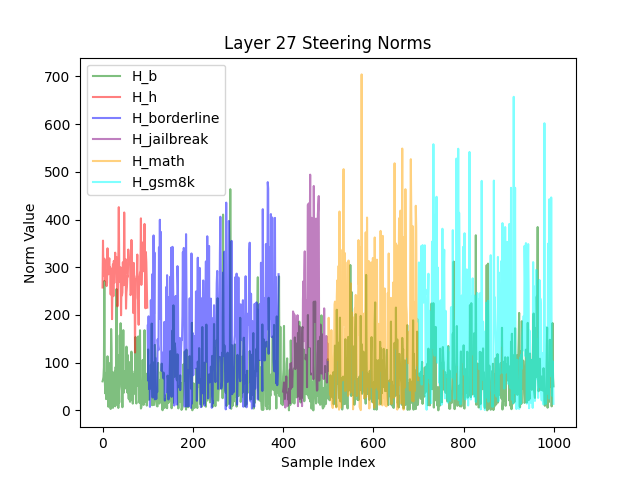 Layer 27 Steering Norms
Norm Value
700
600
500
400
300
200
100
0
H_b
H_h
H_borderline
H_jailbreak
H_math
H_gsm8k
0
200
400
600
800
1000
Sample Index